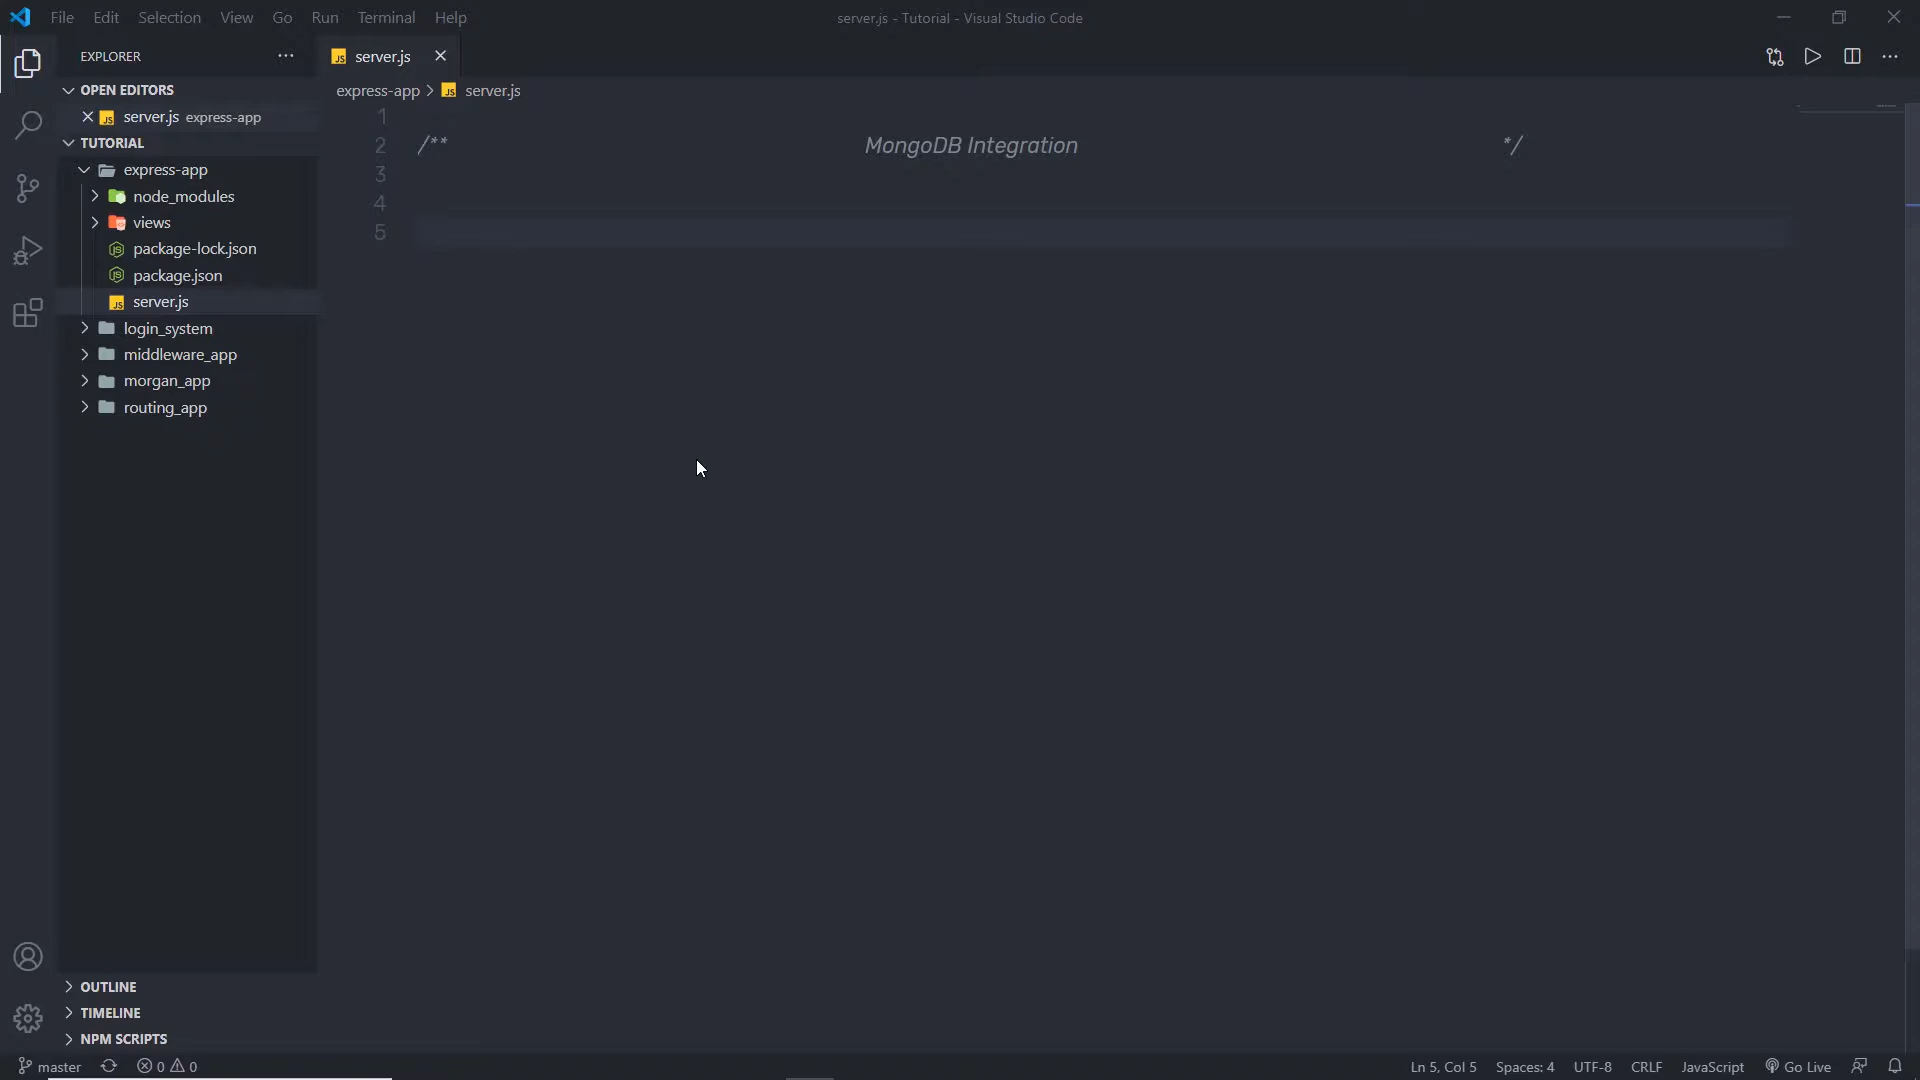 File Edit Selection View Go Run Terminal Help server.js - Tutorial - Visual Studio Code
EXPLORER
server.js
OPEN EDITORS
express-app > server.js
server.js express-app
TUTORIAL
express-app
node_modules
views
package-lock.json
package.json
server.js
login_system
middleware_app
morgan_app
routing_app
1
2 /** MongoDB Integration */
3
4
5
OUTLINE
TIMELINE
NPM SCRIPTS
master 0 0 Ln 5, Col 5 Spaces: 4 UTF-8 CRLF JavaScript Go Live